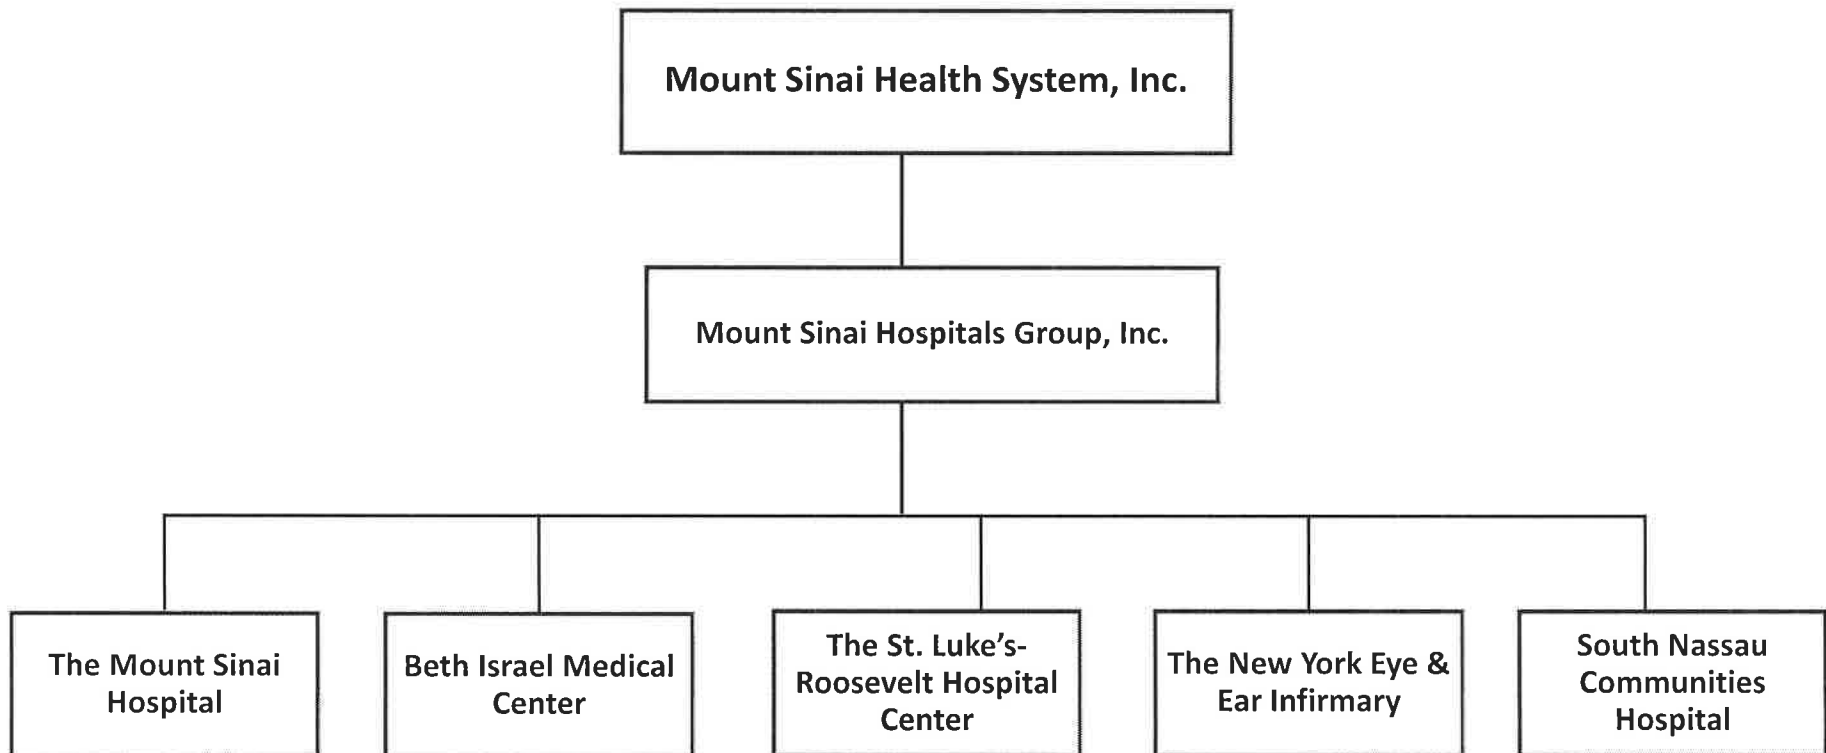 Mount Sinai Health System, Inc.
Mount Sinai Hospitals Group, Inc.
The Mount Sinai
Hospital
Beth Israel Medical
Center
The St. Luke’s-
Roosevelt Hospital
Center
The New York Eye &
Ear Infirmary
South Nassau
Communities
Hospital